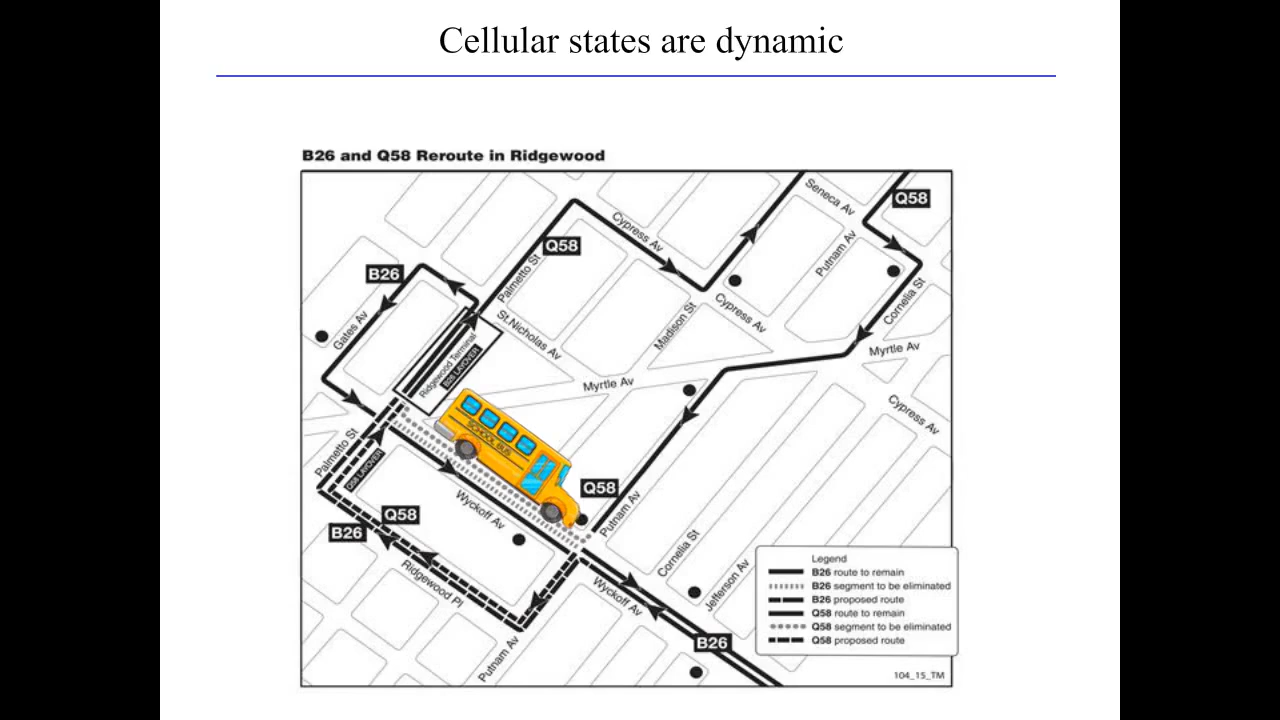 Cellular states are dynamic
B26 and Q58 Reroute in Ridgewood
Seneca Av
Q58
Cypress Av
Q58
Putnam Av
B26
Palmetto St
Cornelia St
Gates Av
St.Nicholas Av
Madison St
Cypress Av
Ridgewood Terminal
B26 LAYOVER
Myrtle Av
Myrtle Av
Cypress Av
SCHOOL BUS
Palmetto St
Q58 LAYOVER
Q58
Wyckoff Av
Putnam Av
Q58
B26
Cornelia St
Ridgewood Pl
Wyckoff Av
Jefferson Av
Putnam Av
B26
Legend
B26 route to remain
B26 segment to be eliminated
B26 proposed route
Q58 route to remain
Q58 segment to be eliminated
Q58 proposed route
104_15_TM